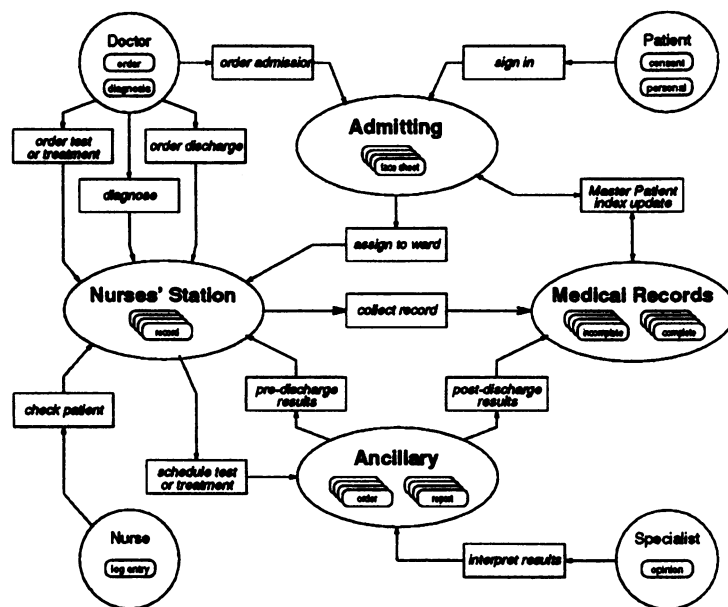 Doctor
order
diagnosis
order admission
sign in
Patient
consent
personal
order test
or treatment
order discharge
diagnose
Admitting
face sheet
Master Patient
index update
assign to ward
Nurses' Station
record
collect record
Medical Records
incomplete
complete
check patient
pre-discharge
results
post-discharge
results
schedule test
or treatment
Ancillary
order
report
Nurse
log entry
interpret results
Specialist
opinion